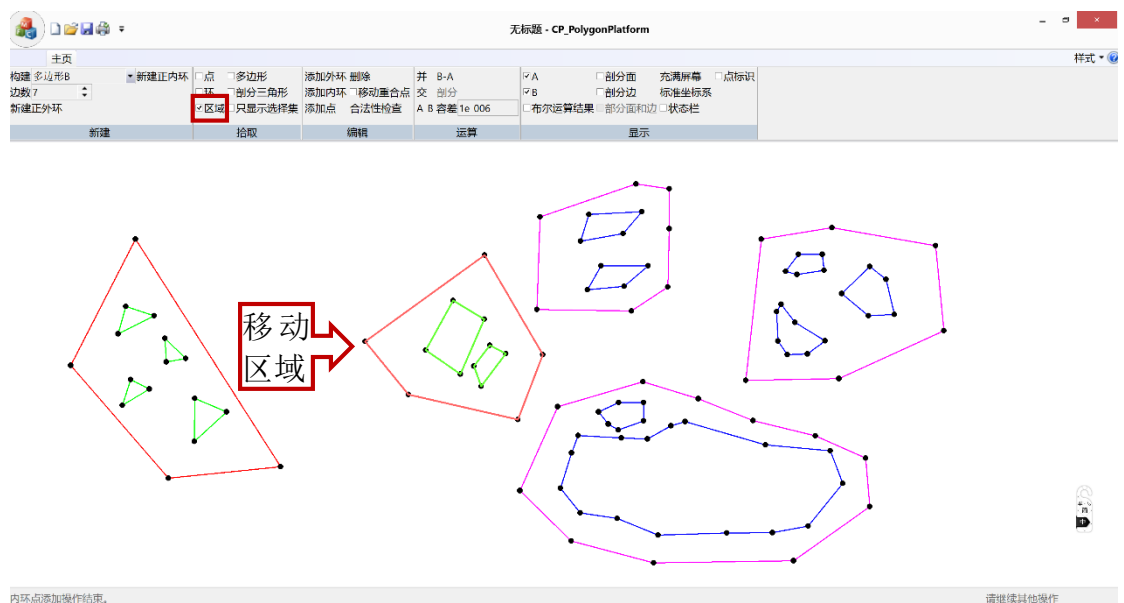 无标题 - CP_PolygonPlatform
主页
样式
构建 多边形B 新建正内环 点 多边形 添加外环 删除 并 B-A A 剖分面 充满屏幕 点标识
边数 7 环 剖分三角形 添加内环 移动重合点 交 剖分 B 剖分边 标准坐标系
新建正外环 区域 只显示选择集 添加点 合法性检查 A B 容差 1e 006 布尔运算结果 部分面和边 状态栏
新建 拾取 编辑 运算 显示
移动
区域
简
中
内环点添加操作结束。 请继续其他操作